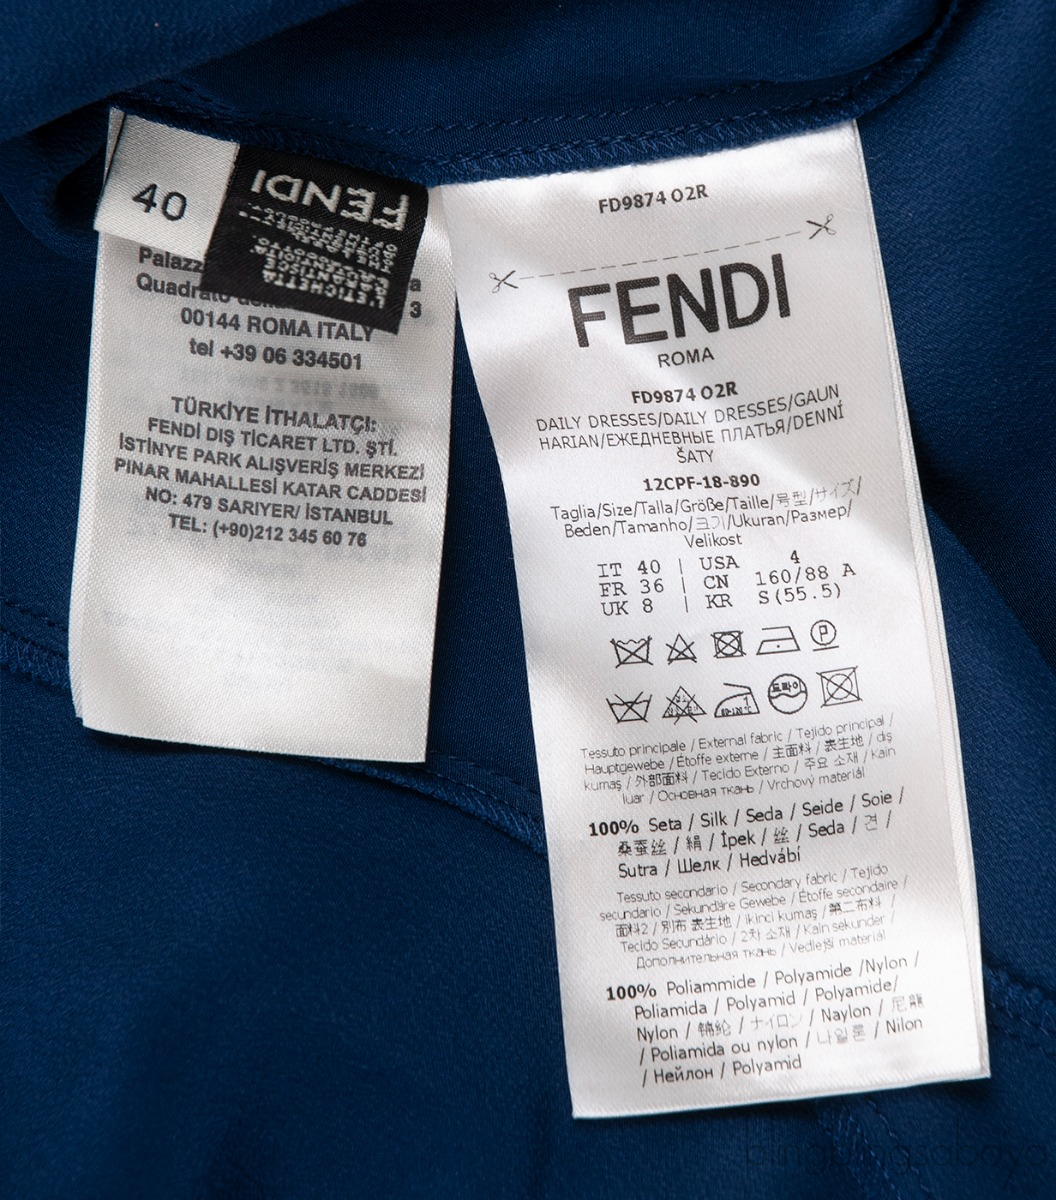 40
FENDI
L'ETICHETTA
Palazz
a
Quadrato
3
00144 ROMA ITALY
tel +39 06 334501
TÜRKİYE İTHALATÇI:
FENDİ DIŞ TİCARET LTD. ŞTİ.
İSTİNYE PARK ALIŞVERİŞ MERKEZİ
PINAR MAHALLESİ KATAR CADDESİ
NO: 479 SARIYER/ İSTANBUL
TEL: (+90)212 345 60 76
FD9874 O2R
FENDI
ROMA
FD9874 O2R
DAILY DRESSES/DAILY DRESSES/GAUN
HARIAN/ЕЖЕДНЕВНЫЕ ПЛАТЬЯ/DENNÍ
ŠATY
12CPF-18-890
Taglia/Size/Talla/Größe/Taille/号型/サイズ/
Beden/Tamanho/크기/Ukuran/Размер/
Velikost
IT 40 | USA 4
FR 36 | CN 160/88 A
UK 8 | KR S(55.5)
P
드라이
Tessuto principale / External fabric / Tejido principal /
Hauptgewebe / Étoffe externe / 主面料 / 表生地 / dış
kumaş / 外部面料 / Tecido Externo / 주요 소재 / Kain
luar / Основная ткань / Vrchový materiál
100% Seta / Silk / Seda / Seide / Soie /
桑蚕丝 / 絹 / İpek / 丝 / Seda / 견 /
Sutra / Шелк / Hedvábí
Tessuto secondario / Secondary fabric / Tejido
secundario / Sekundäre Gewebe / Étoffe secondaire /
面料2 / 別布 表生地 / ikinci kumaş / 第二布料 /
Tecido Secundário / 2차 소재 / Kain sekunder /
Дополнительная ткань / Vedlejší materiál
100% Poliammide / Polyamide /Nylon /
Poliamida / Polyamid / Polyamide/
Nylon / 锦纶 / ナイロン / Naylon / 尼龍
/ Poliamida ou nylon / 나일론 / Nilon
/ Нейлон / Polyamid